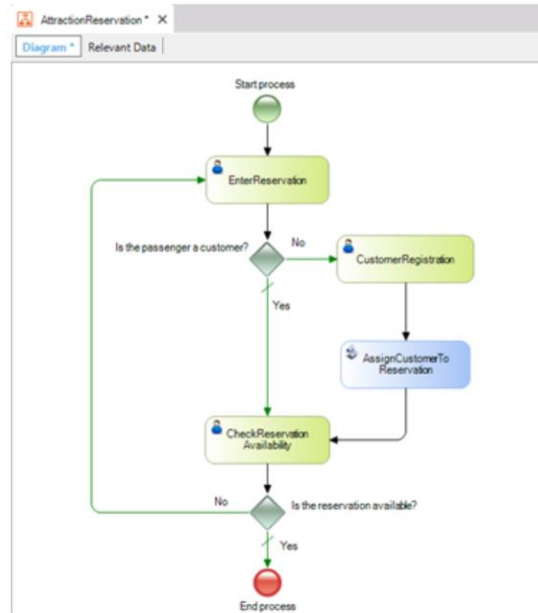 AttractionReservation *
Diagram * Relevant Data
Start process
EnterReservation
Is the passenger a customer?
No
CustomerRegistration
Yes
AssignCustomerTo
Reservation
CheckReservation
Availability
No
Is the reservation available?
Yes
End process